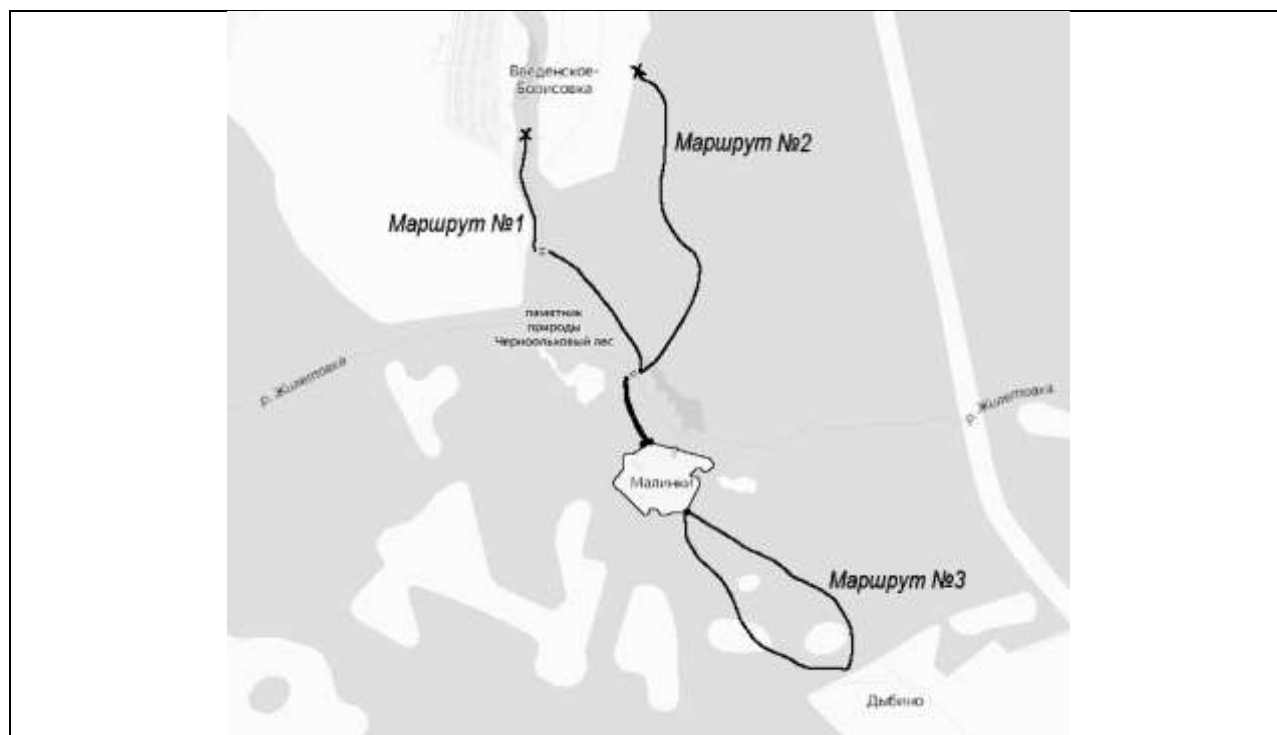 Введенское-
Борисовка
Маршрут №2
Маршрут №1
памятник
природы
Черноольховый лес
р. Жилетовка
р. Жилетовка
Малинки
Маршрут №3
Дыбино